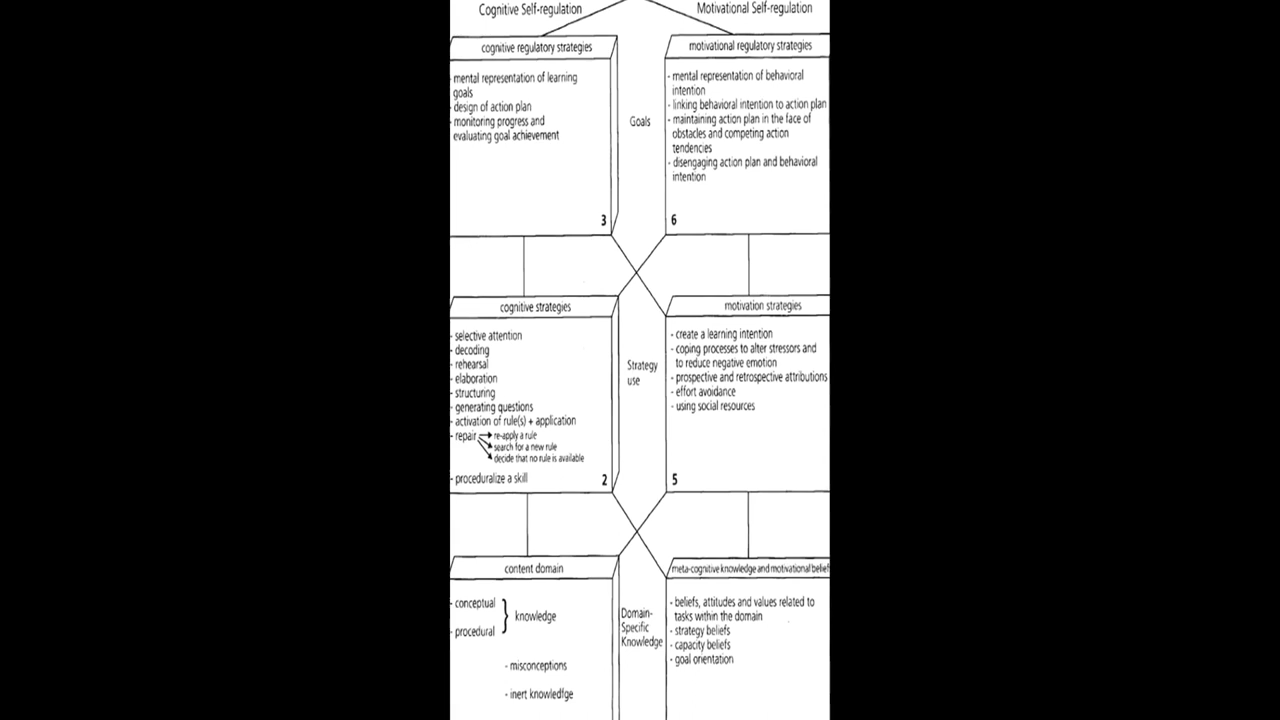 Cognitive Self-regulation
Motivational Self-regulation
cognitive regulatory strategies
- mental representation of learning
goals
- design of action plan
- monitoring progress and
evaluating goal achievement
3
Goals
motivational regulatory strategies
- mental representation of behavioral
intention
- linking behavioral intention to action plan
- maintaining action plan in the face of
obstacles and competing action
tendencies
- disengaging action plan and behavioral
intention
6
cognitive strategies
- selective attention
- decoding
- rehearsal
- elaboration
- structuring
- generating questions
- activation of rule(s) + application
- repair
re-apply a rule
search for a new rule
decide that no rule is available
- proceduralize a skill
2
Strategy
use
motivation strategies
- create a learning intention
- coping processes to alter stressors and
to reduce negative emotion
- prospective and retrospective attributions
- effort avoidance
- using social resources
5
content domain
- conceptual
- procedural
knowledge
- misconceptions
- inert knowledfge
Domain-
Specific
Knowledge
meta-cognitive knowledge and motivational belief
- beliefs, attitudes and values related to
tasks within the domain
- strategy beliefs
- capacity beliefs
- goal orientation